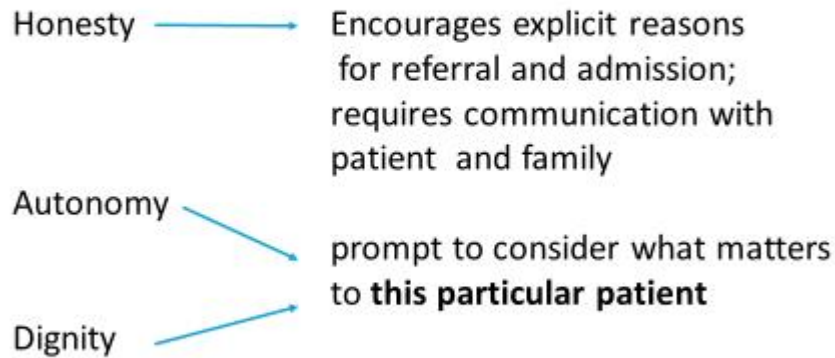 Honesty
Encourages explicit reasons
for referral and admission;
requires communication with
patient and family
Autonomy
prompt to consider what matters
to this particular patient
Dignity